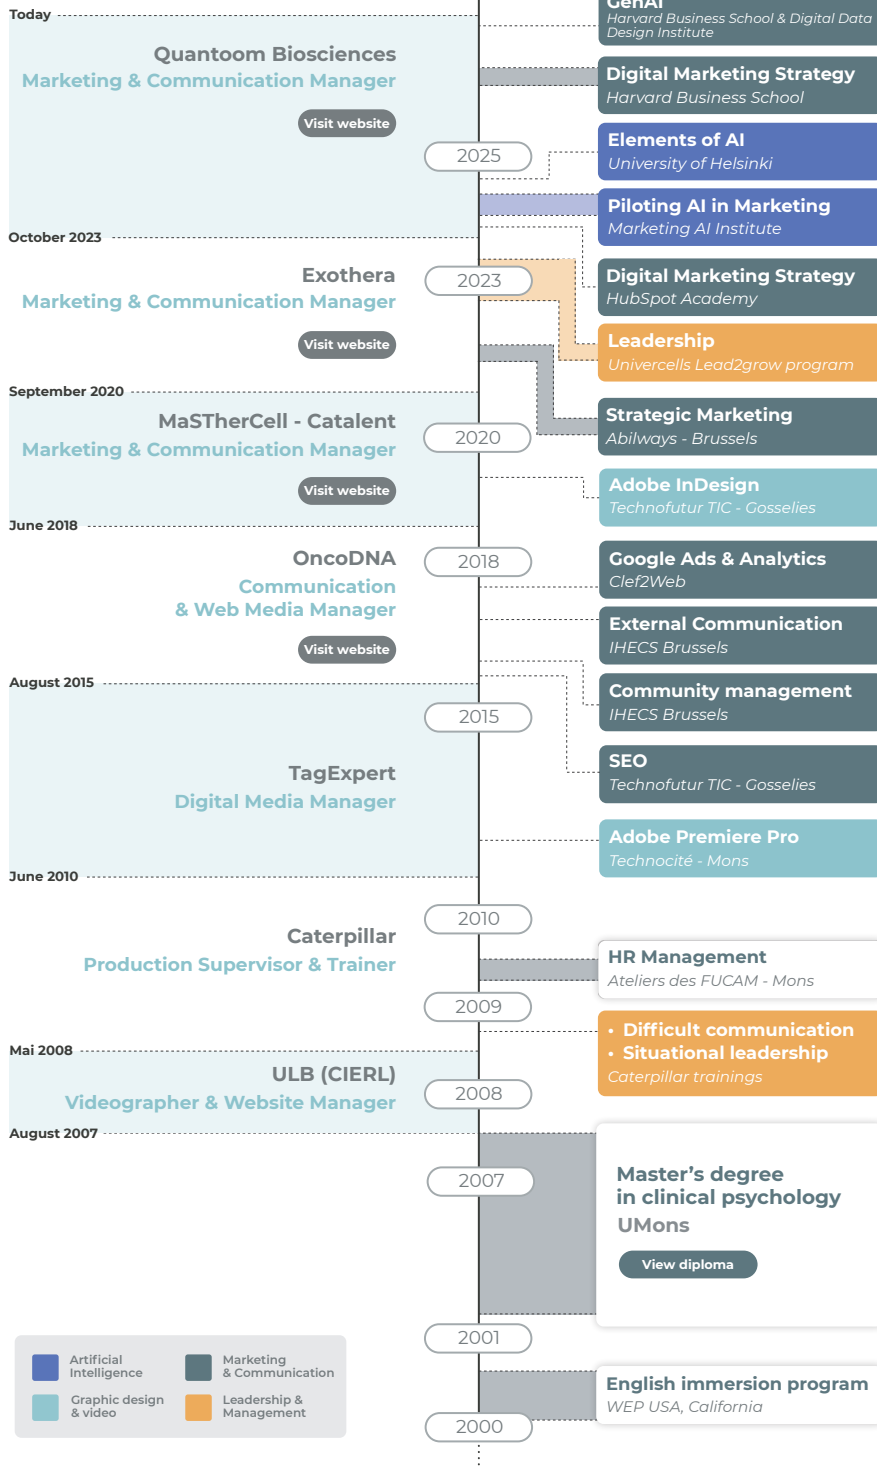 Today
Quantoom Biosciences
Marketing & Communication Manager
Visit website
October 2023
Exothera
Marketing & Communication Manager
Visit website
September 2020
MaSTherCell - Catalent
Marketing & Communication Manager
Visit website
June 2018
OncoDNA
Communication
& Web Media Manager
Visit website
August 2015
TagExpert
Digital Media Manager
June 2010
Caterpillar
Production Supervisor & Trainer
Mai 2008
ULB (CIERL)
Videographer & Website Manager
August 2007
2025
2023
2020
2018
2015
2010
2009
2008
2007
2001
2000
GenAI
Harvard Business School & Digital Data
Design Institute
Digital Marketing Strategy
Harvard Business School
Elements of AI
University of Helsinki
Piloting AI in Marketing
Marketing AI Institute
Digital Marketing Strategy
HubSpot Academy
Leadership
Univercells Lead2grow program
Strategic Marketing
Abilways - Brussels
Adobe InDesign
Technofutur TIC - Gosselies
Google Ads & Analytics
Clef2Web
External Communication
IHECS Brussels
Community management
IHECS Brussels
SEO
Technofutur TIC - Gosselies
Adobe Premiere Pro
Technocité - Mons
HR Management
Ateliers des FUCAM - Mons
• Difficult communication
• Situational leadership
Caterpillar trainings
Master's degree
in clinical psychology
UMons
View diploma
English immersion program
WEP USA, California
Artificial
Intelligence
Marketing
& Communication
Graphic design
& video
Leadership &
Management